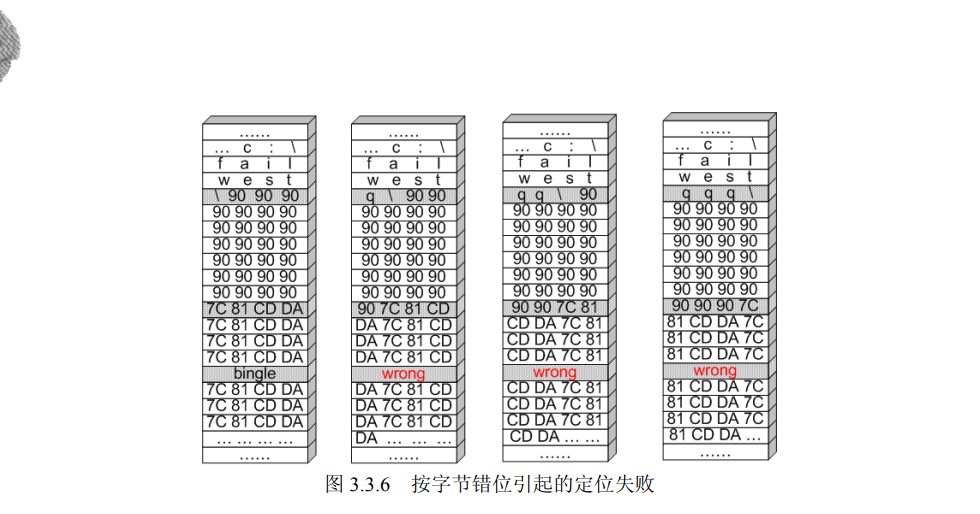 ……
… c : \
f a i l
w e s t
\ 90 90 90
90 90 90 90
90 90 90 90
90 90 90 90
90 90 90 90
90 90 90 90
90 90 90 90
7C 81 CD DA
7C 81 CD DA
7C 81 CD DA
7C 81 CD DA
bingle
7C 81 CD DA
7C 81 CD DA
7C 81 CD DA
… … … …
……
……
… c : \
f a i l
w e s t
q \ 90 90
90 90 90 90
90 90 90 90
90 90 90 90
90 90 90 90
90 90 90 90
90 90 90 90
90 7C 81 CD
DA 7C 81 CD
DA 7C 81 CD
DA 7C 81 CD
wrong
DA 7C 81 CD
DA 7C 81 CD
DA 7C 81 CD
DA … … …
……
……
… c : \
f a i l
w e s t
q q \ 90
90 90 90 90
90 90 90 90
90 90 90 90
90 90 90 90
90 90 90 90
90 90 90 90
90 90 7C 81
CD DA 7C 81
CD DA 7C 81
CD DA 7C 81
wrong
CD DA 7C 81
CD DA 7C 81
CD DA 7C 81
CD DA … …
……
……
… c : \
f a i l
w e s t
q q q \
90 90 90 90
90 90 90 90
90 90 90 90
90 90 90 90
90 90 90 90
90 90 90 90
90 90 90 7C
81 CD DA 7C
81 CD DA 7C
81 CD DA 7C
wrong
81 CD DA 7C
81 CD DA 7C
81 CD DA 7C
81 CD DA …
……
图 3.3.6 按字节错位引起的定位失败